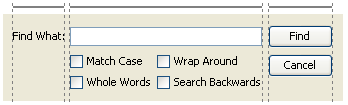 Find What: Find
Match Case Wrap Around Cancel
Whole Words Search Backwards